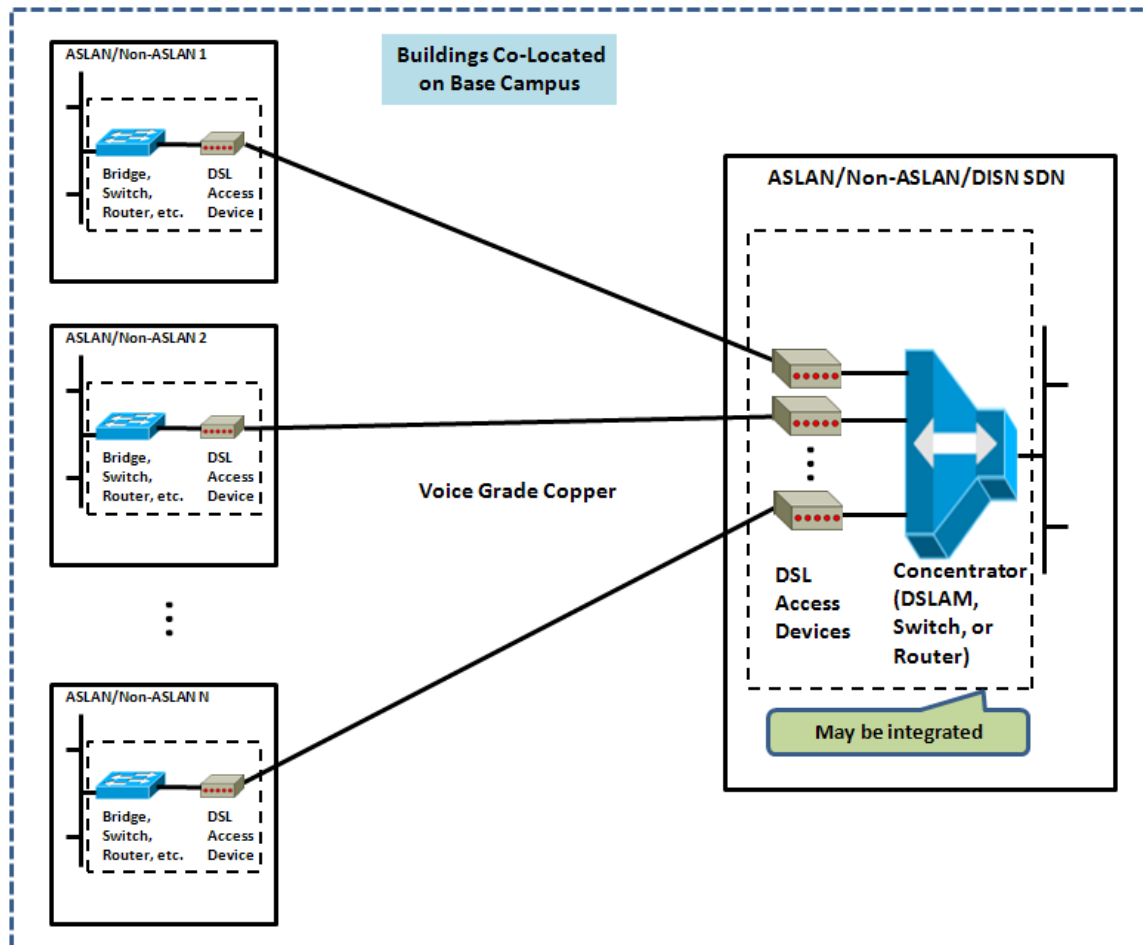 ASLAN/Non-ASLAN 1
Bridge,
Switch,
Router, etc.
DSL
Access
Device
Buildings Co-Located
on Base Campus
ASLAN/Non-ASLAN 2
Bridge,
Switch,
Router, etc.
DSL
Access
Device
Voice Grade Copper
ASLAN/Non-ASLAN N
Bridge,
Switch,
Router, etc.
DSL
Access
Device
ASLAN/Non-ASLAN/DISN SDN
DSL
Access
Devices
Concentrator
(DSLAM,
Switch, or
Router)
May be integrated